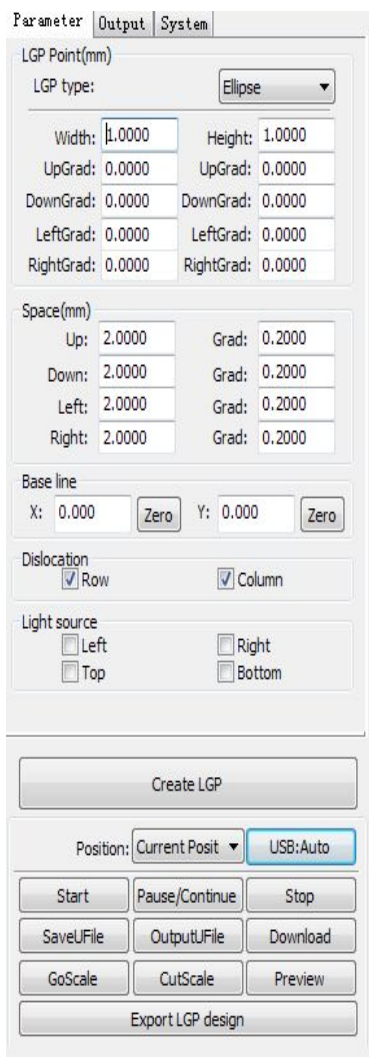 Parameter Output System
LGP Point(mm)
LGP type: Ellipse
Width: 1.0000 Height: 1.0000
UpGrad: 0.0000 UpGrad: 0.0000
DownGrad: 0.0000 DownGrad: 0.0000
LeftGrad: 0.0000 LeftGrad: 0.0000
RightGrad: 0.0000 RightGrad: 0.0000
Space(mm)
Up: 2.0000 Grad: 0.2000
Down: 2.0000 Grad: 0.2000
Left: 2.0000 Grad: 0.2000
Right: 2.0000 Grad: 0.2000
Base line
X: 0.000 Zero Y: 0.000 Zero
Dislocation
Row Column
Light source
Left Right
Top Bottom
Create LGP
Position: Current Posit USB:Auto
Start Pause/Continue Stop
SaveUFile OutputUFile Download
GoScale CutScale Preview
Export LGP design